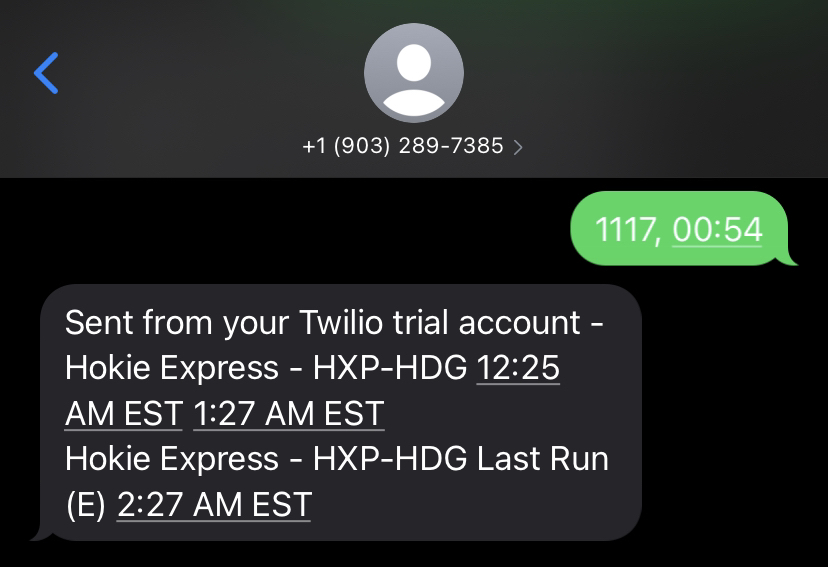 +1 (903) 289-7385
1117, 00:54
Sent from your Twilio trial account -
Hokie Express - HXP-HDG 12:25
AM EST 1:27 AM EST
Hokie Express - HXP-HDG Last Run
(E) 2:27 AM EST